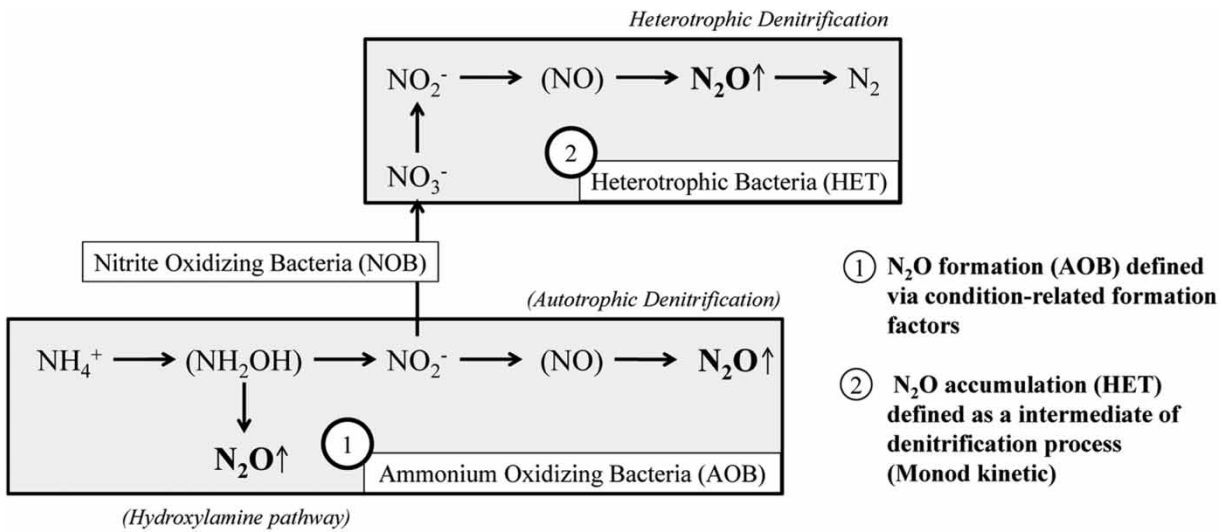 Heterotrophic Denitrification
NO₂⁻ → (NO) → N₂O↑ → N₂
NO₃⁻
2
Heterotrophic Bacteria (HET)
Nitrite Oxidizing Bacteria (NOB)
(Autotrophic Denitrification)
NH₄⁺ → (NH₂OH) → NO₂⁻ → (NO) → N₂O↑
N₂O↑
1
Ammonium Oxidizing Bacteria (AOB)
(Hydroxylamine pathway)
1 N₂O formation (AOB) defined
via condition-related formation
factors
2 N₂O accumulation (HET)
defined as a intermediate of
denitrification process
(Monod kinetic)